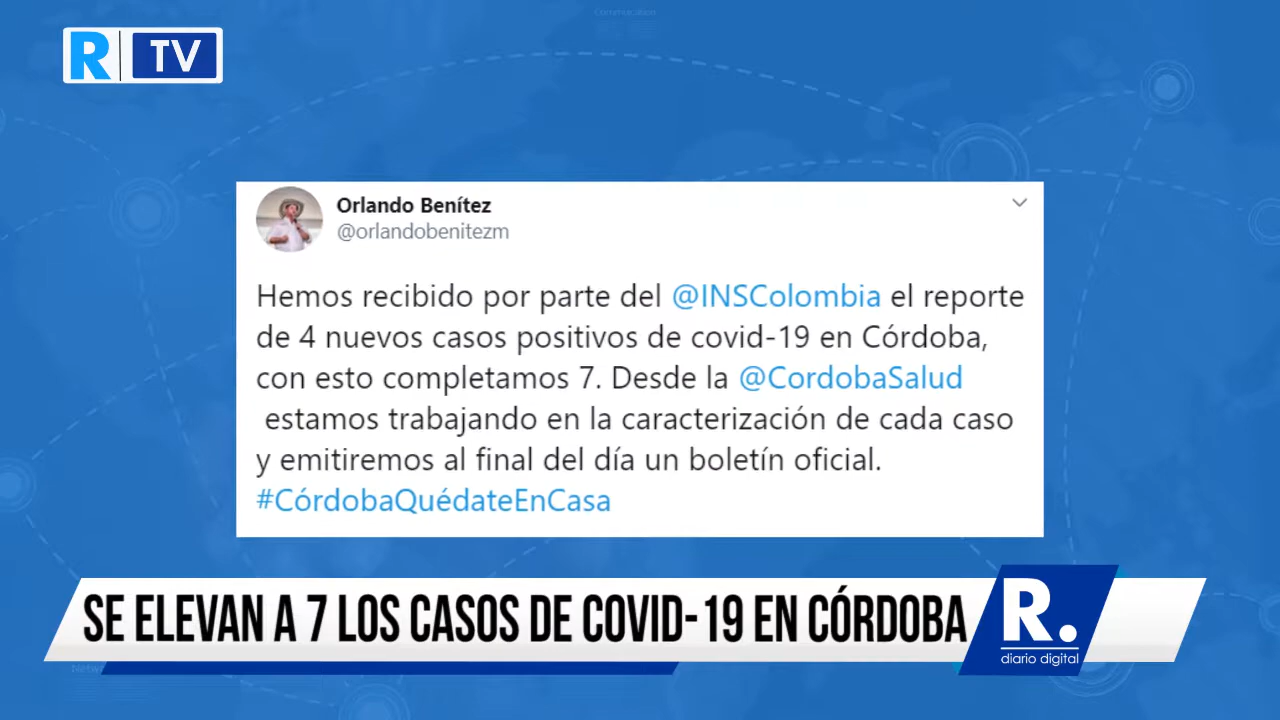 Communication
R TV
Orlando Benítez
@orlandobenitezm
Hemos recibido por parte del @INSColombia el reporte
de 4 nuevos casos positivos de covid-19 en Córdoba,
con esto completamos 7. Desde la @CordobaSalud
estamos trabajando en la caracterización de cada caso
y emitiremos al final del día un boletín oficial.
#CórdobaQuédateEnCasa
SE ELEVAN A 7 LOS CASOS DE COVID-19 EN CÓRDOBA
R.
diario digital